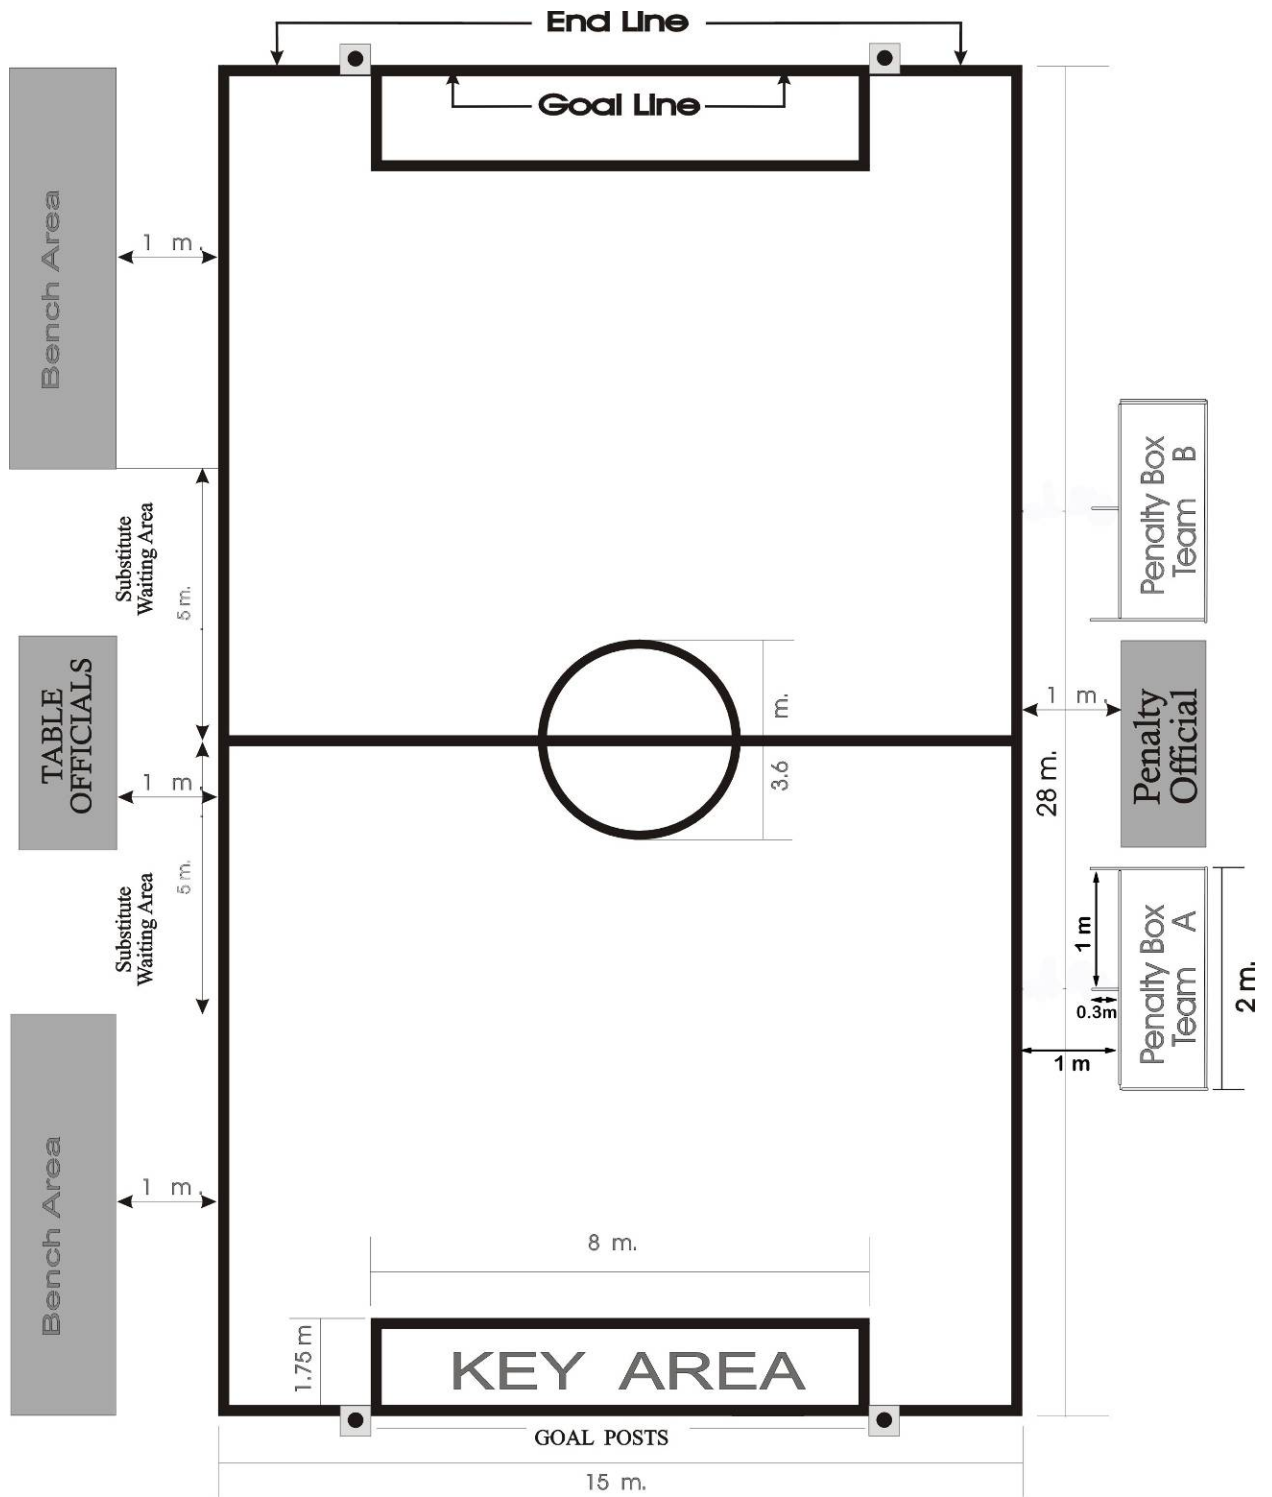 End Line
Goal Line
Bench Area
1 m.
Substitute
Waiting Area
5 m.
Penalty Box
Team B
TABLE
OFFICIALS
1 m.
3.6 m.
1 m.
28 m.
Penalty
Official
Substitute
Waiting Area
5 m.
1 m
0.3m
1 m
Penalty Box
Team A
2 m.
Bench Area
1 m.
8 m.
1.75 m
KEY AREA
GOAL POSTS
15 m.